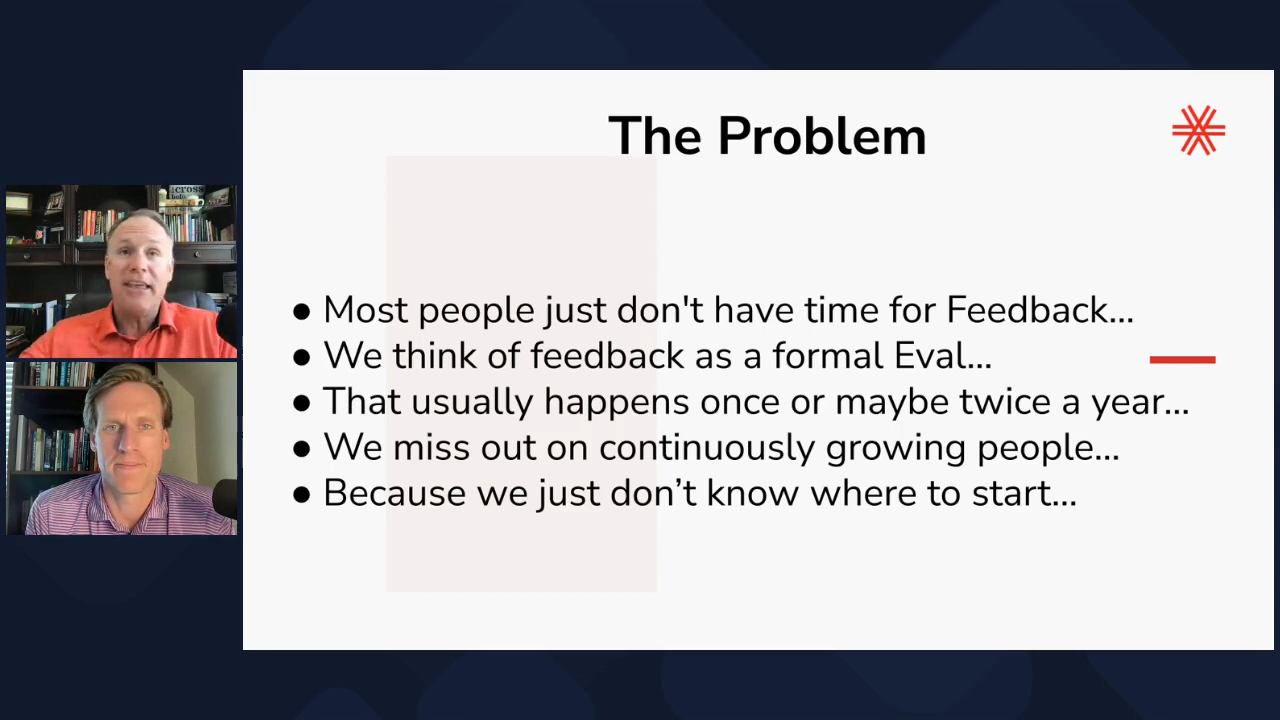 The Problem
:cross
● Most people just don't have time for Feedback...
● We think of feedback as a formal Eval...
● That usually happens once or maybe twice a year...
● We miss out on continuously growing people...
● Because we just don’t know where to start...